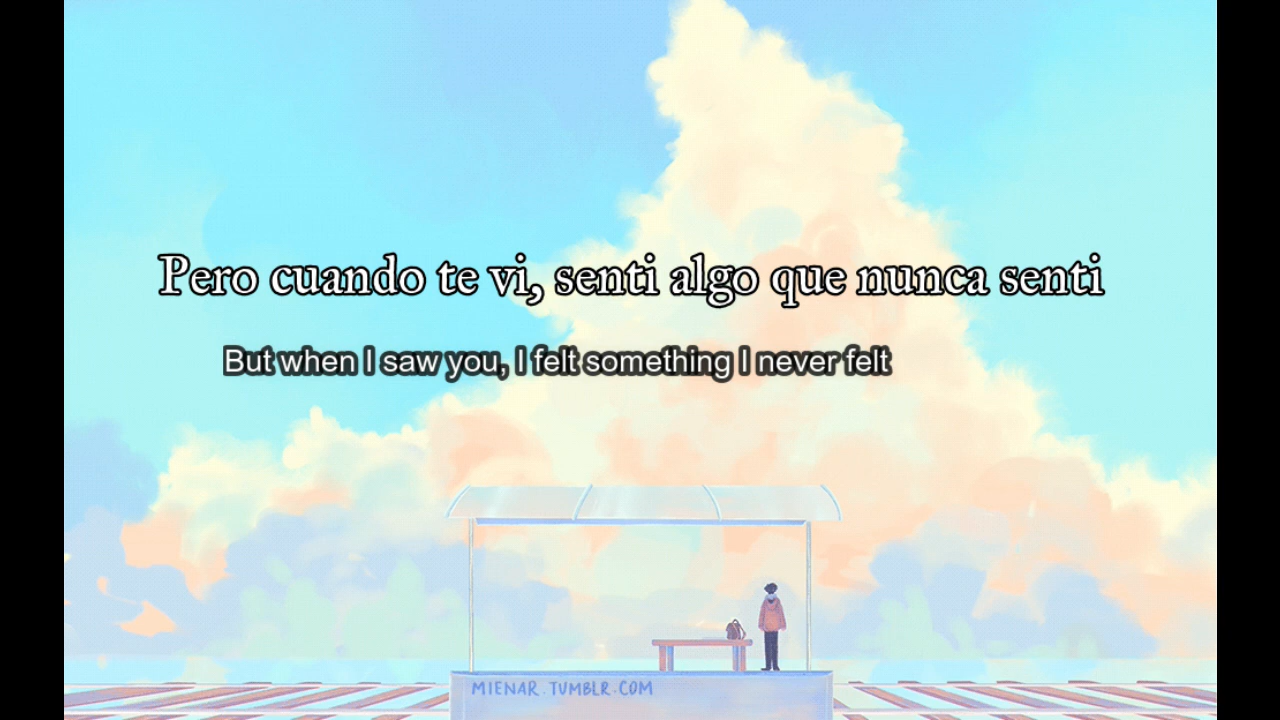 Pero cuando te vi, senti algo que nunca senti
But when I saw you, I felt something I never felt
MIENAR.TUMBLR.COM